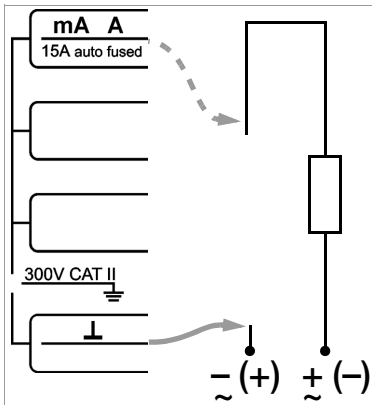 mA A
15A auto fused
300V CAT II
− (+) + (−)
~ ~